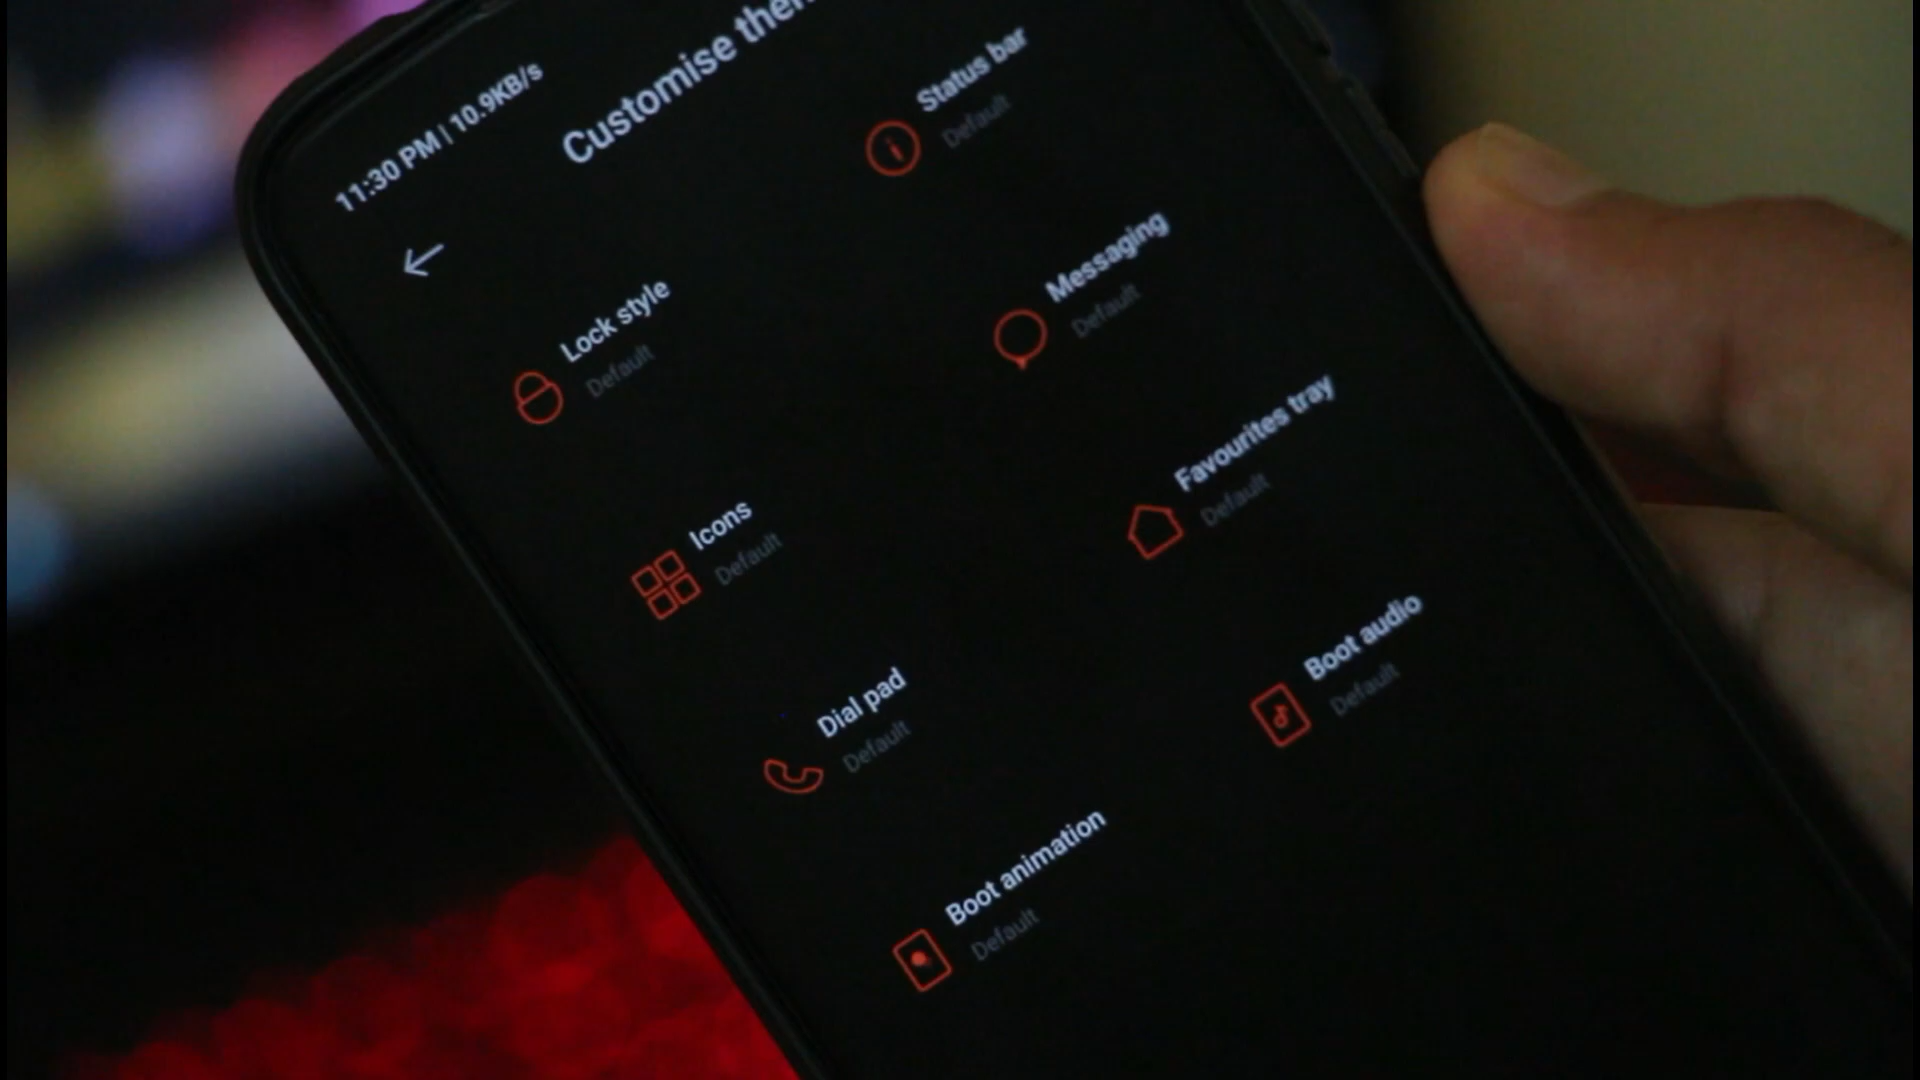 11:30 PM | 10.9KB/s
Customise
Lock style
Default
Status bar
Default
Icons
Default
Messaging
Default
Dial pad
Default
Favourites tray
Default
Boot animation
Default
Boot audio
Default